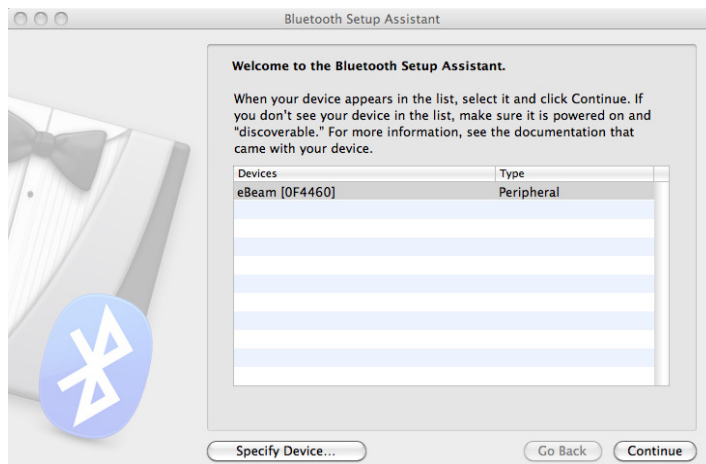 Bluetooth Setup Assistant
Welcome to the Bluetooth Setup Assistant.
When your device appears in the list, select it and click Continue. If
you don't see your device in the list, make sure it is powered on and
"discoverable." For more information, see the documentation that
came with your device.
Devices Type
eBeam [0F4460] Peripheral
Specify Device... Go Back Continue